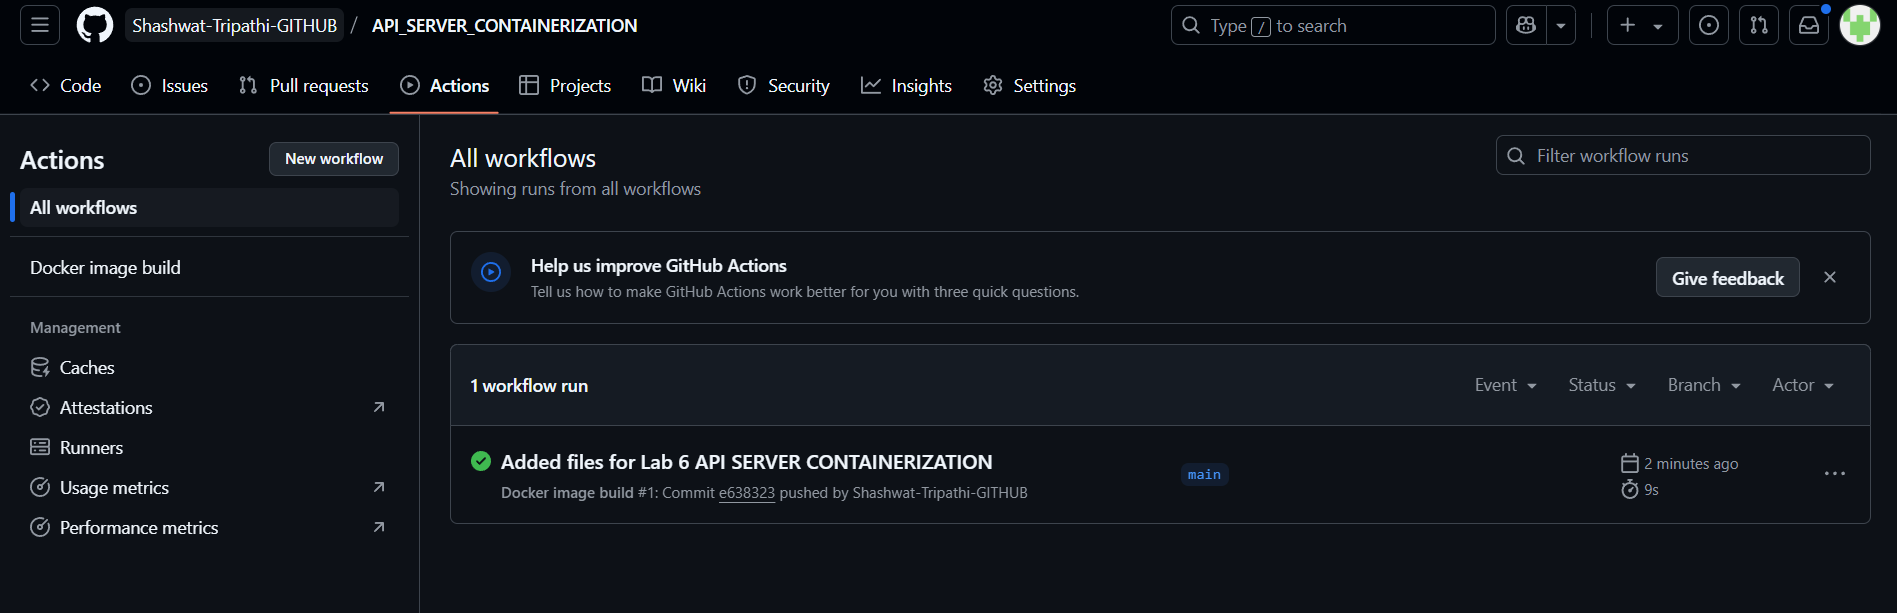 Shashwat-Tripathi-GITHUB / API_SERVER_CONTAINERIZATION
Type / to search
Code
Issues
Pull requests
Actions
Projects
Wiki
Security
Insights
Settings
Actions
New workflow
All workflows
Docker image build
Management
Caches
Attestations
Runners
Usage metrics
Performance metrics
All workflows
Showing runs from all workflows
Filter workflow runs
Help us improve GitHub Actions
Tell us how to make GitHub Actions work better for you with three quick questions.
Give feedback
1 workflow run
Event
Status
Branch
Actor
Added files for Lab 6 API SERVER CONTAINERIZATION
Docker image build #1: Commit e638323 pushed by Shashwat-Tripathi-GITHUB
main
2 minutes ago
9s